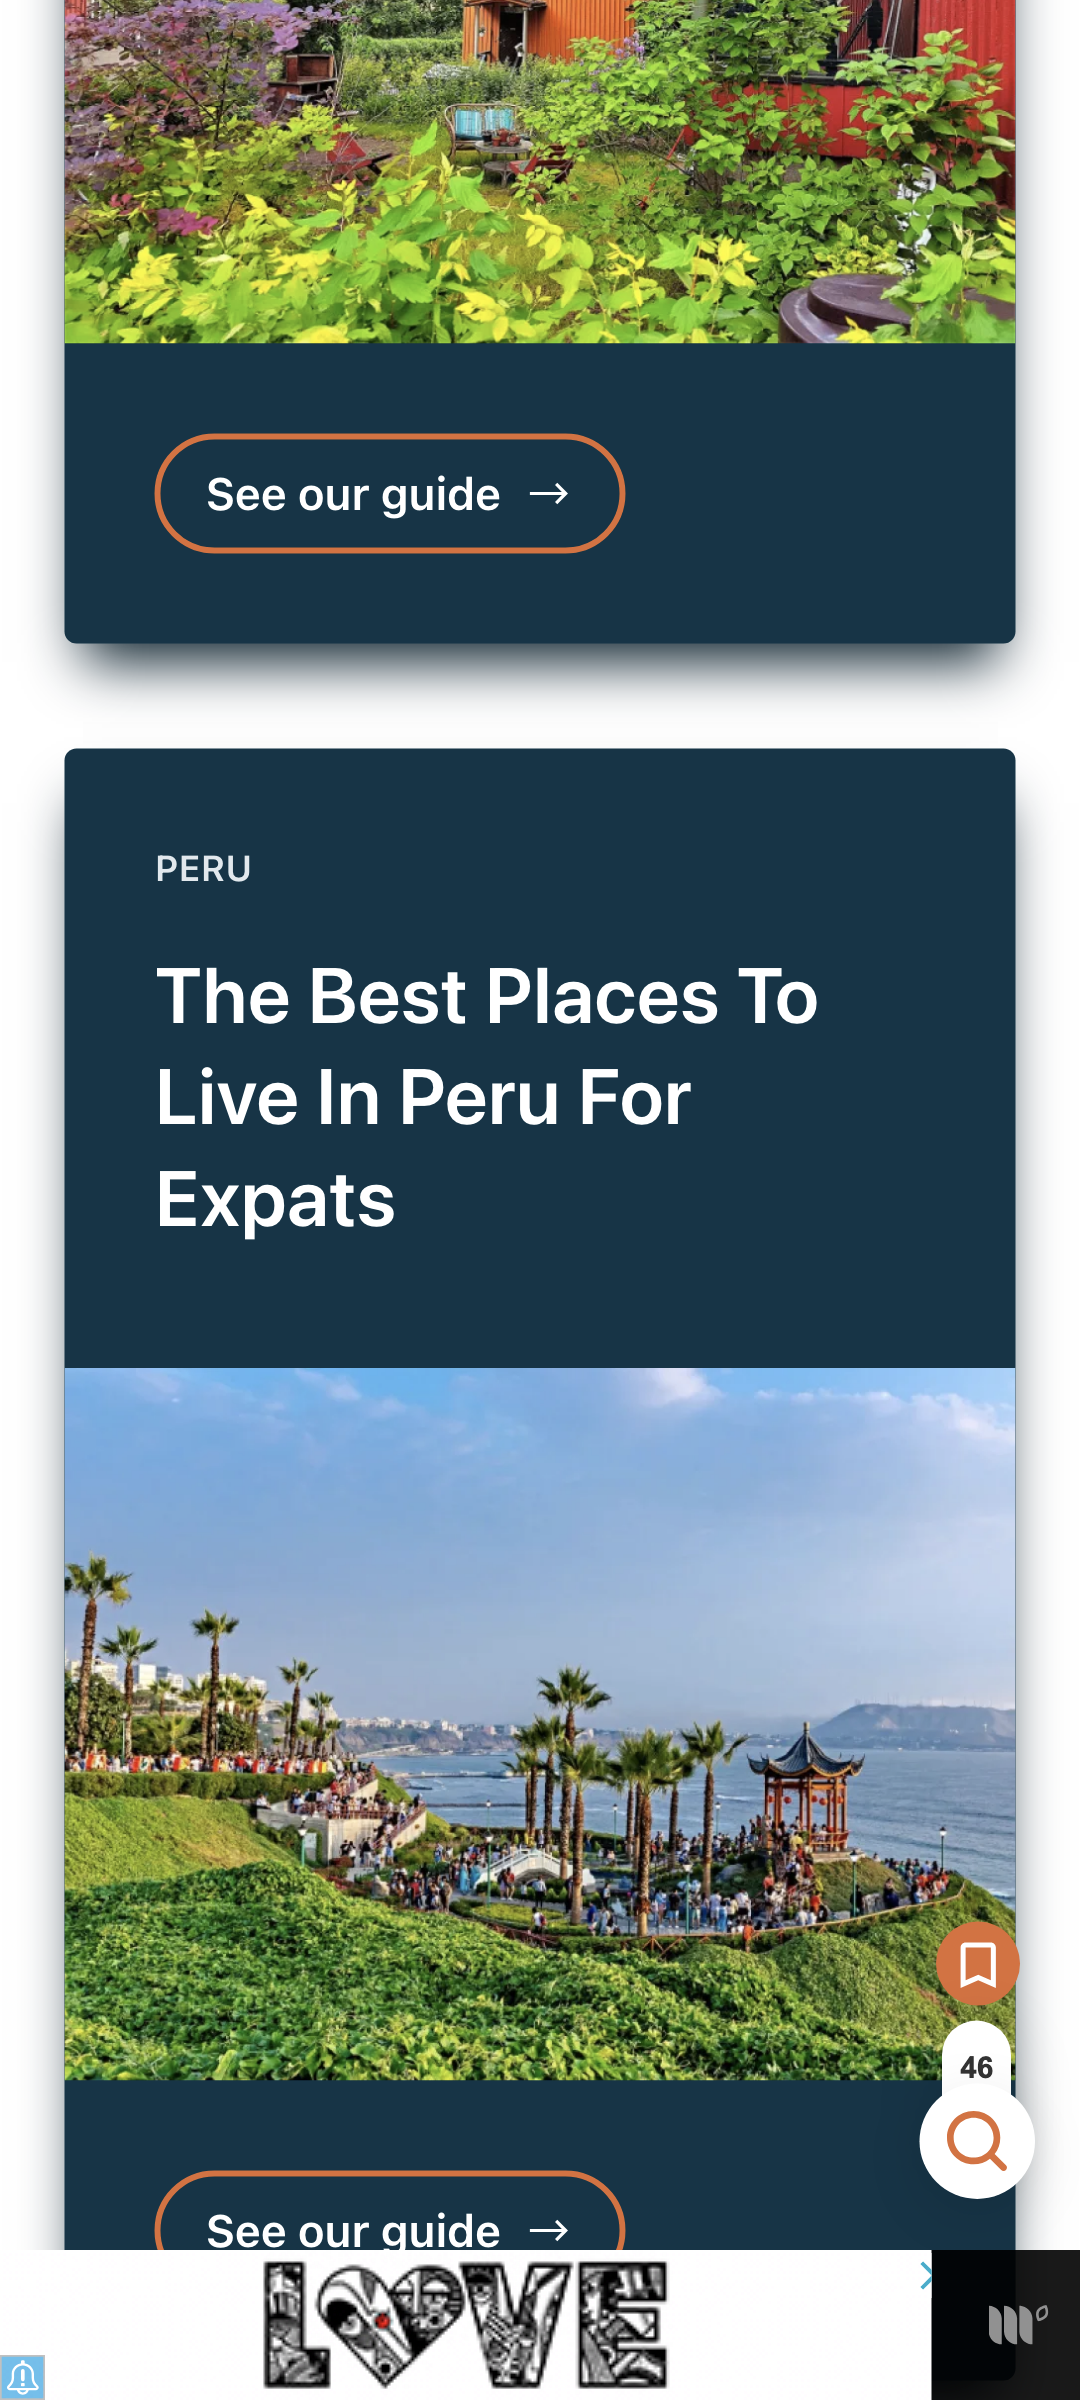 See our guide →
PERU
The Best Places To
Live In Peru For
Expats
46
See our guide →
LOVE